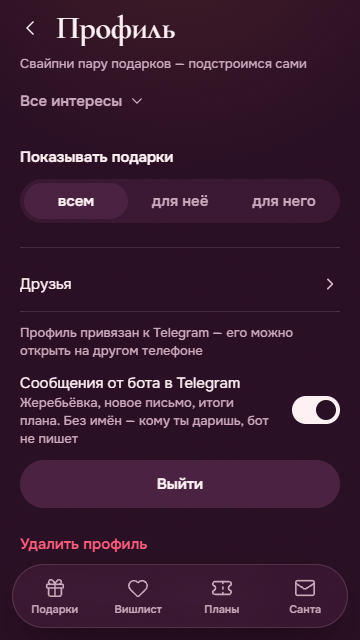 Профиль
Свайпни пару подарков — подстроимся сами
Все интересы
Показывать подарки
всем для неё для него
Друзья
Профиль привязан к Telegram — его можно
открыть на другом телефоне
Сообщения от бота в Telegram
Жеребьёвка, новое письмо, итоги
плана. Без имён — кому ты даришь, бот
не пишет
Выйти
Удалить профиль
Подарки Вишлист Планы Санта